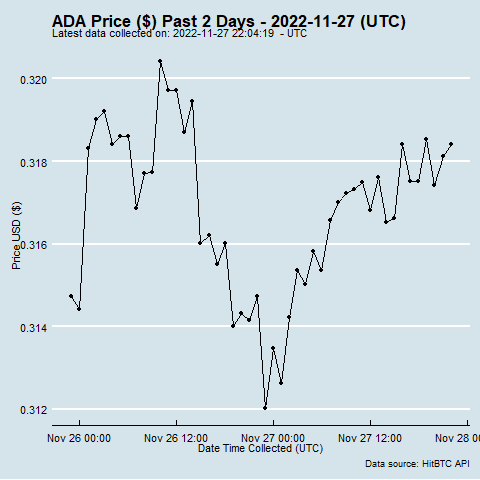 ADA Price ($) Past 2 Days - 2022-11-27 (UTC)
Latest data collected on: 2022-11-27 22:04:19  - UTC
0.320
0.318
0.316
0.314
0.312
Price USD ($)
Nov 26 00:00 Nov 26 12:00 Nov 27 00:00 Nov 27 12:00 Nov 28 0
Date Time Collected (UTC)
Data source: HitBTC API